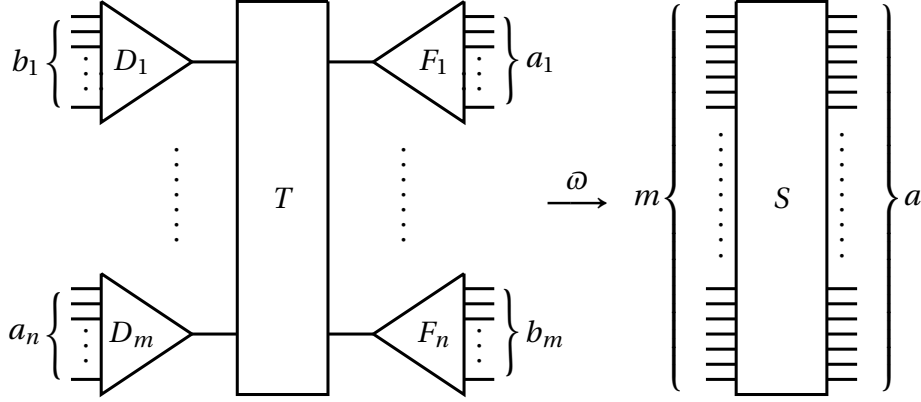 b₁ D₁ F₁ a₁
T ϖ m S a
aₙ Dₘ Fₙ bₘ